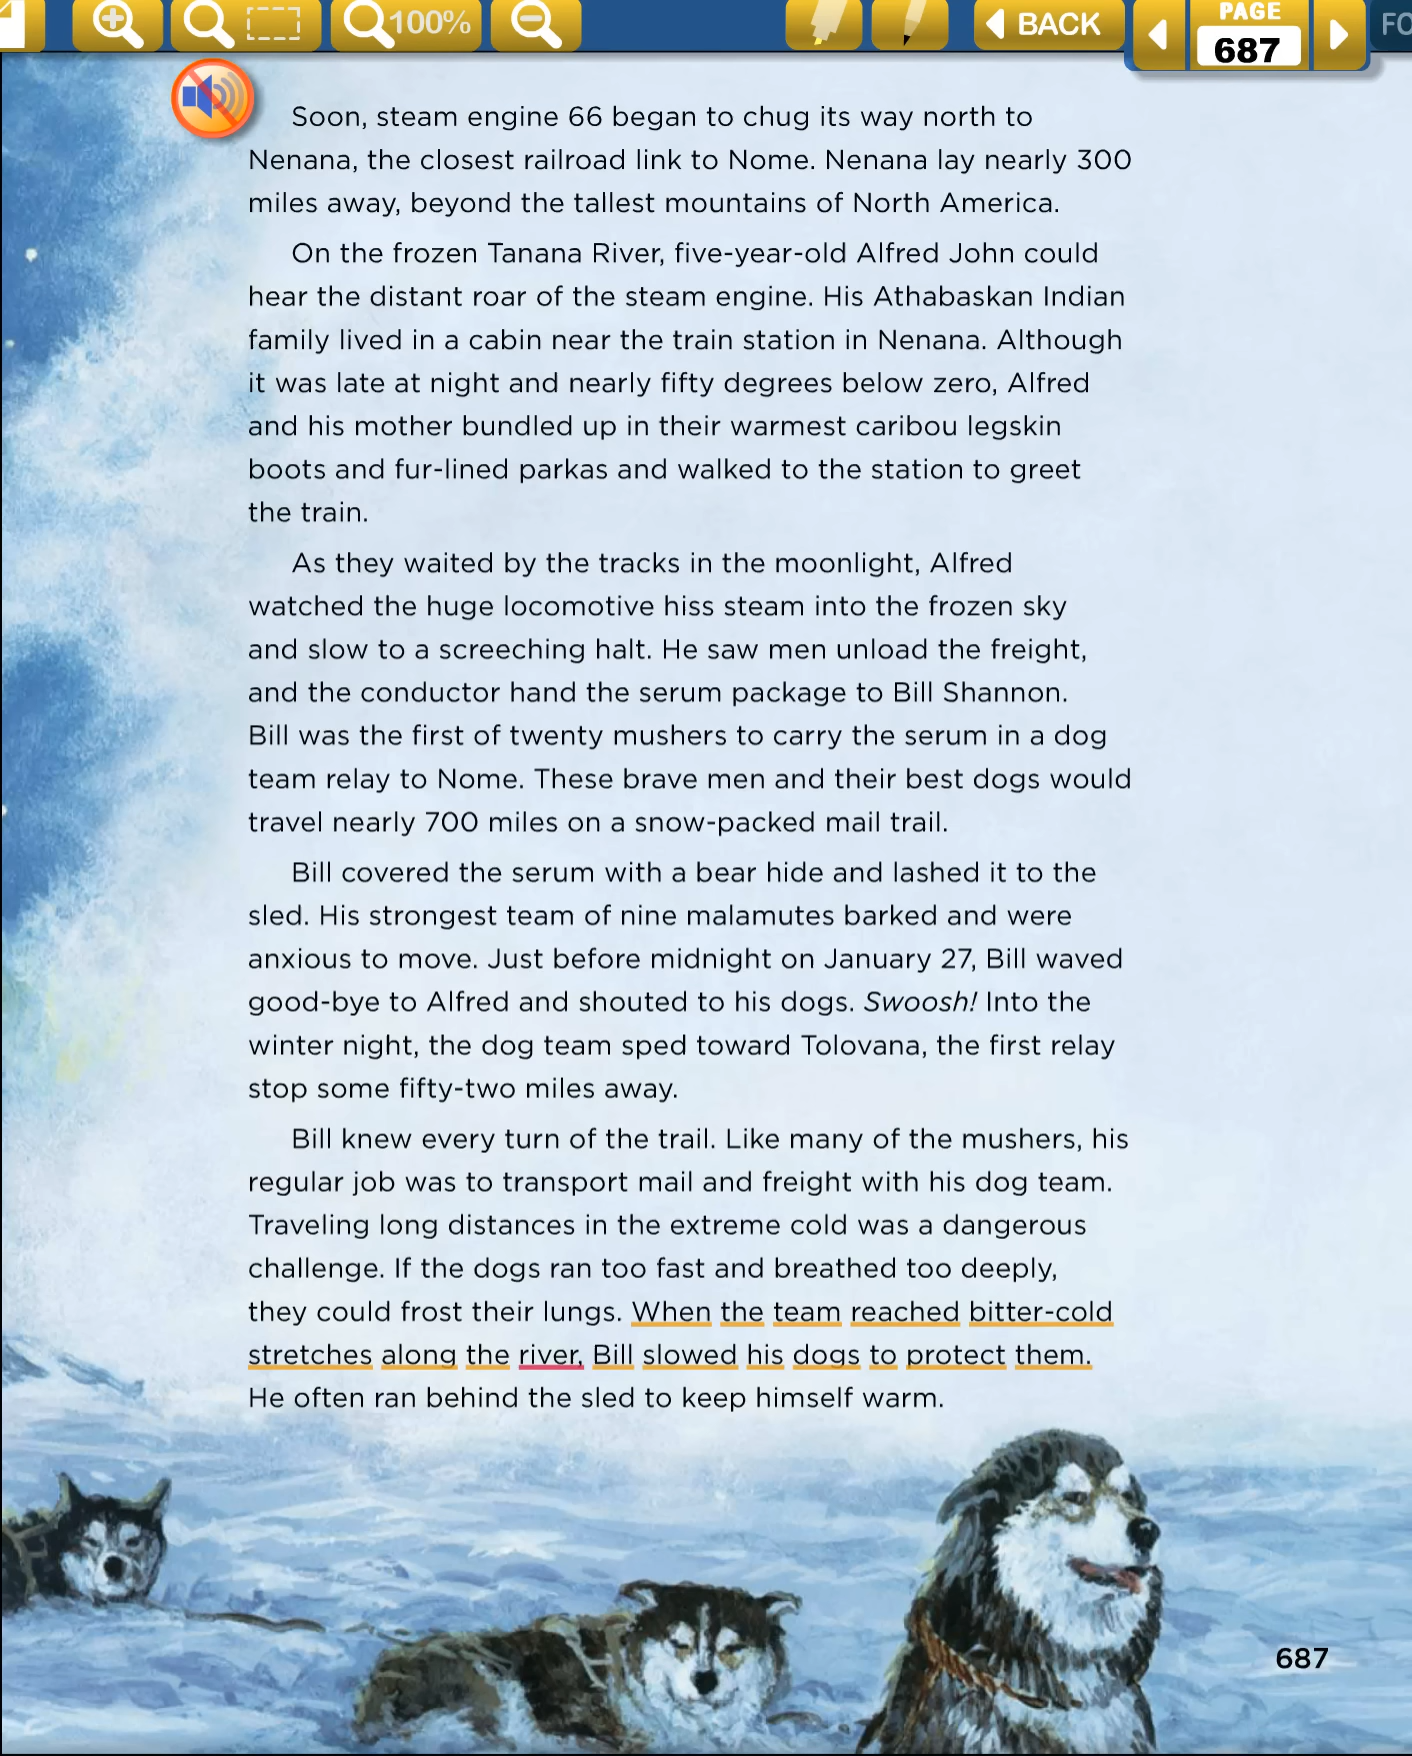 100%
BACK
PAGE
687
FO
Soon, steam engine 66 began to chug its way north to
Nenana, the closest railroad link to Nome. Nenana lay nearly 300
miles away, beyond the tallest mountains of North America.
On the frozen Tanana River, five-year-old Alfred John could
hear the distant roar of the steam engine. His Athabaskan Indian
family lived in a cabin near the train station in Nenana. Although
it was late at night and nearly fifty degrees below zero, Alfred
and his mother bundled up in their warmest caribou legskin
boots and fur-lined parkas and walked to the station to greet
the train.
As they waited by the tracks in the moonlight, Alfred
watched the huge locomotive hiss steam into the frozen sky
and slow to a screeching halt. He saw men unload the freight,
and the conductor hand the serum package to Bill Shannon.
Bill was the first of twenty mushers to carry the serum in a dog
team relay to Nome. These brave men and their best dogs would
travel nearly 700 miles on a snow-packed mail trail.
Bill covered the serum with a bear hide and lashed it to the
sled. His strongest team of nine malamutes barked and were
anxious to move. Just before midnight on January 27, Bill waved
good-bye to Alfred and shouted to his dogs. Swoosh! Into the
winter night, the dog team sped toward Tolovana, the first relay
stop some fifty-two miles away.
Bill knew every turn of the trail. Like many of the mushers, his
regular job was to transport mail and freight with his dog team.
Traveling long distances in the extreme cold was a dangerous
challenge. If the dogs ran too fast and breathed too deeply,
they could frost their lungs. When the team reached bitter-cold
stretches along the river, Bill slowed his dogs to protect them.
He often ran behind the sled to keep himself warm.
687